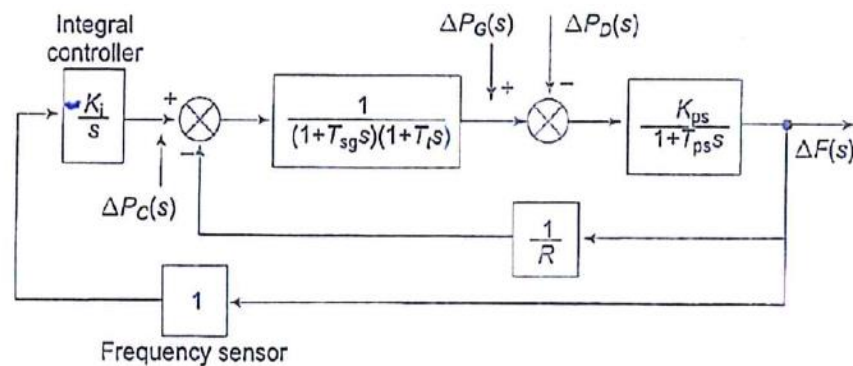 Integral
controller
K_i
s
+
−
ΔP_C(s)
1
(1+T_sg s)(1+T_t s)
ΔP_G(s)
+
ΔP_D(s)
−
K_ps
1+T_ps s
ΔF(s)
1
R
1
Frequency sensor